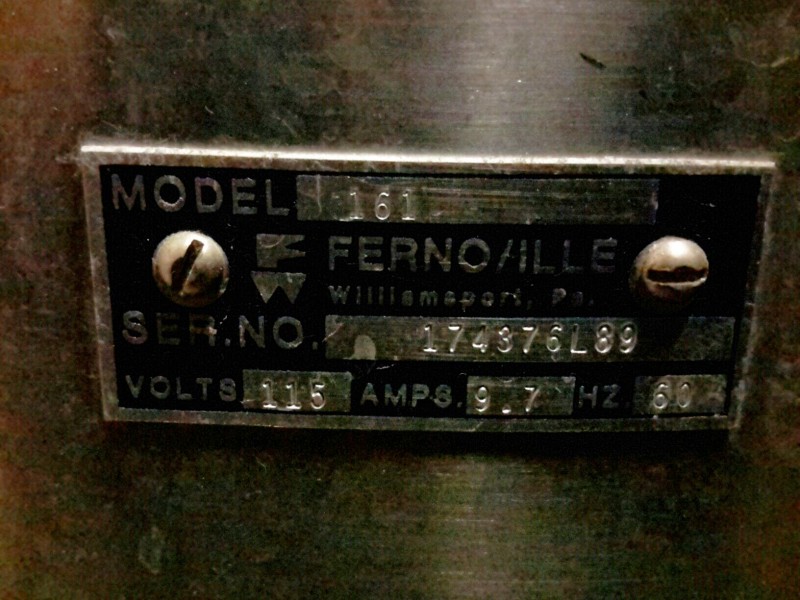 MODEL 161
FERNO/ILLE
Williamsport, Pa.
SER.NO. 174376L89
VOLTS 115 AMPS. 9.7 HZ. 60